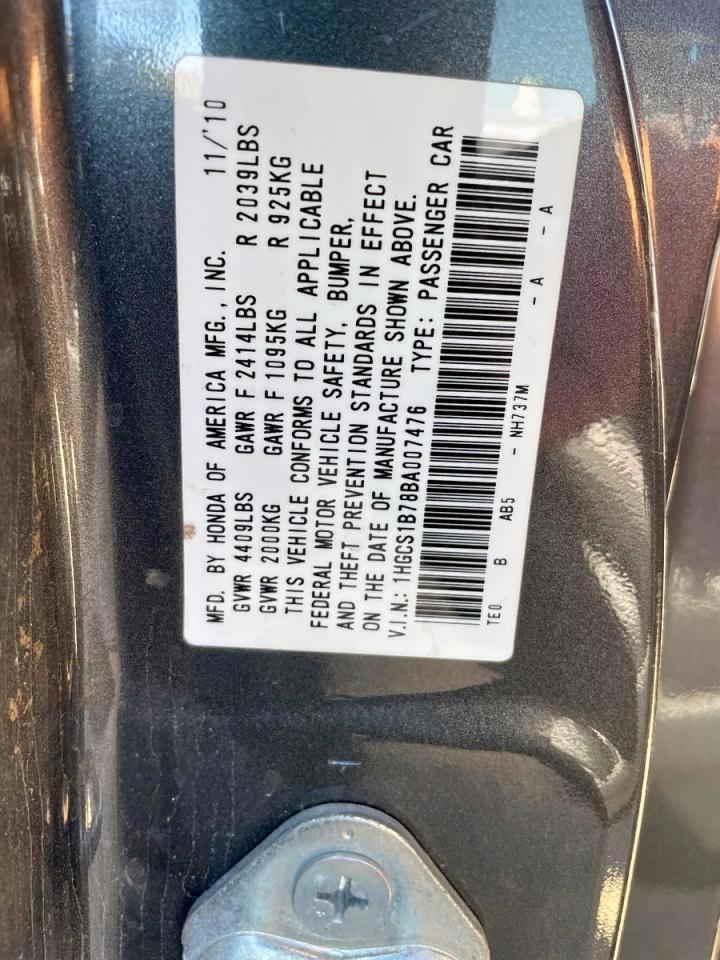 MFD. BY HONDA OF AMERICA MFG., INC. 11/'10
GVWR 4409LBS GAWR F 2414LBS R 2039LBS
GVWR 2000KG GAWR F 1095KG R 925KG
THIS VEHICLE CONFORMS TO ALL APPLICABLE
FEDERAL MOTOR VEHICLE SAFETY, BUMPER,
AND THEFT PREVENTION STANDARDS IN EFFECT
ON THE DATE OF MANUFACTURE SHOWN ABOVE.
V.I.N.: 1HGCS1B78BA007476 TYPE: PASSENGER CAR
TE0 B AB5 - NH737M - A - A